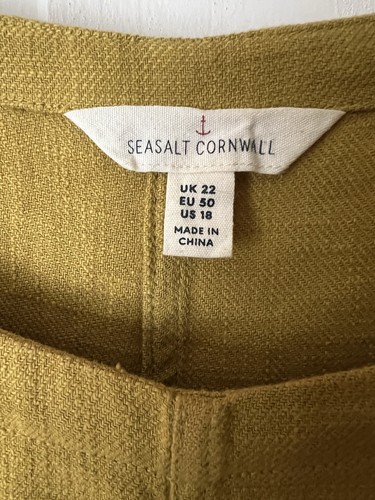 SEASALT CORNWALL
UK 22
EU 50
US 18
MADE IN
CHINA